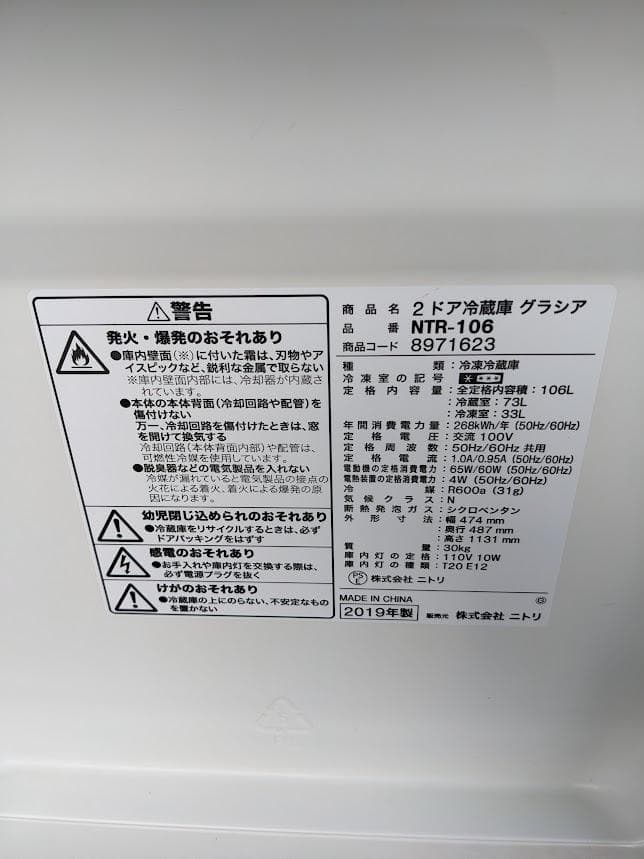 警告
発火・爆発のおそれあり
●庫内壁面(※)に付いた霜は、刃物やア
イスピックなど、鋭利な金属で取らない
※庫内壁面内部には、冷却器が内蔵さ
れています。
●本体の本体背面(冷却回路や配管)を
傷付けない
万一、冷却回路を傷付けたときは、窓
を開けて換気する
冷却回路(本体背面内部)や配管は、
可燃性冷媒を使用しています。
●脱臭器などの電気製品を入れない
冷媒が漏れていると電気製品の接点の
火花による着火、着火による爆発の原
因になります。
幼児閉じ込められのおそれあり
●冷蔵庫をリサイクルするときは、必ず
ドアパッキングをはずす
感電のおそれあり
●お手入れや庫内灯を交換する際は、
必ず電源プラグを抜く
けがのおそれあり
●冷蔵庫の上にのらない、不安定なもの
を置かない
商品名 2ドア冷蔵庫 グラシア
品番 NTR-106
商品コード 8971623
種類:冷凍冷蔵庫
冷凍室の記号:
定格内容量:全定格内容積:106L
:冷蔵室:73L
:冷凍室:33L
年間消費電力量:268kWh/年 (50Hz/60Hz)
定格電圧:交流 100V
定格周波数:50Hz/60Hz 共用
定格電流:1.0A/0.95A (50Hz/60Hz)
電動機の定格消費電力:65W/60W (50Hz/60Hz)
電熱装置の定格消費電力:4W (50Hz/60Hz)
冷媒:R600a (31g)
気候クラス:N
断熱発泡ガス:シクロペンタン
外形寸法:幅 474 mm
:奥行 487 mm
:高さ 1131 mm
質量:30kg
庫内灯の定格:110V 10W
庫内灯の種類:T20 E12
PSE 株式会社 ニトリ
MADE IN CHINA G
2019年製 販売元 株式会社 ニトリ